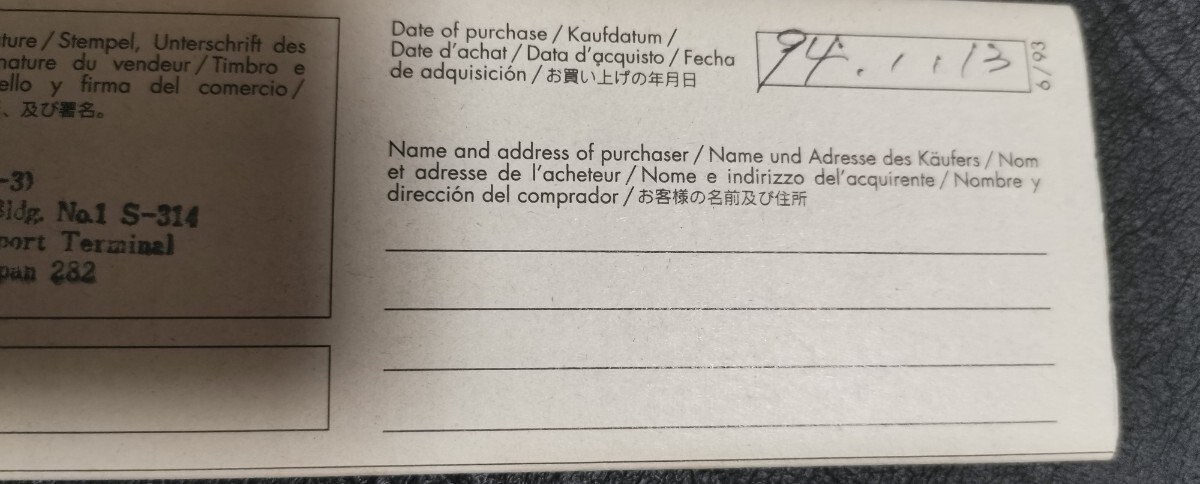 ture / Stempel, Unterschrift des
nature du vendeur / Timbro e
ello y firma del comercio /
、及び署名。
-3)
Bldg. No.1 S-314
port Terminal
pan 282
Date of purchase / Kaufdatum /
Date d'achat / Data d'acquisto / Fecha
de adquisición / お買い上げの年月日
94.1.13
6/93
Name and address of purchaser / Name und Adresse des Käufers / Nom
et adresse de l'acheteur / Nome e indirizzo del'acquirente / Nombre y
dirección del comprador / お客様の名前及び住所